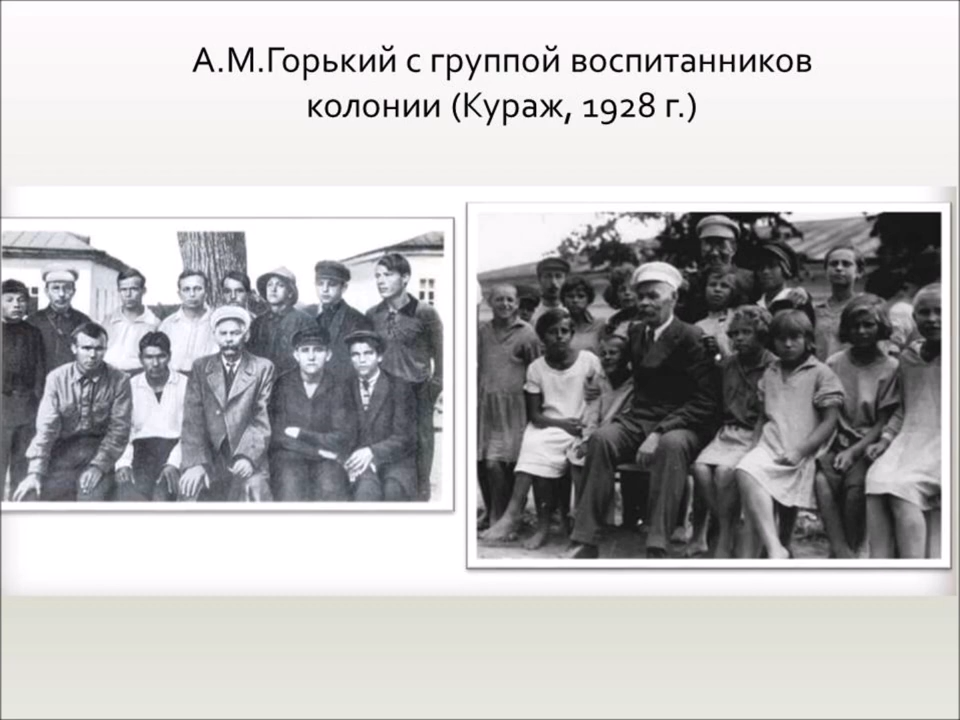 А.М.Горький с группой воспитанников
колонии (Кураж, 1928 г.)